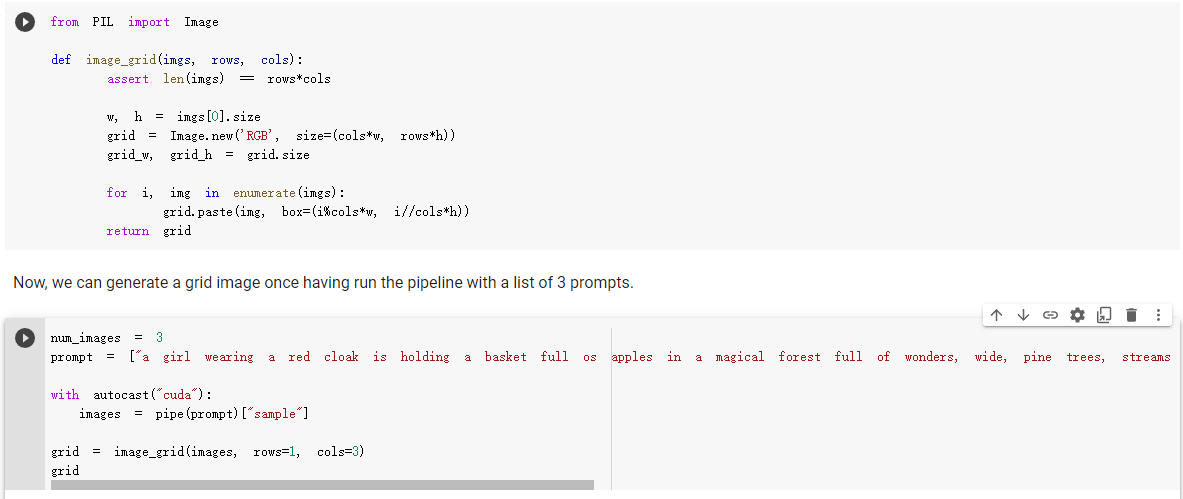 from PIL import Image
def image_grid(imgs, rows, cols):
assert len(imgs) == rows*cols
w, h = imgs[0].size
grid = Image.new('RGB', size=(cols*w, rows*h))
grid_w, grid_h = grid.size
for i, img in enumerate(imgs):
grid.paste(img, box=(i%cols*w, i//cols*h))
return grid
Now, we can generate a grid image once having run the pipeline with a list of 3 prompts.
num_images = 3
prompt = ["a girl wearing a red cloak is holding a basket full os apples in a magical forest full of wonders, wide, pine trees, streams
with autocast("cuda"):
images = pipe(prompt)["sample"]
grid = image_grid(images, rows=1, cols=3)
grid